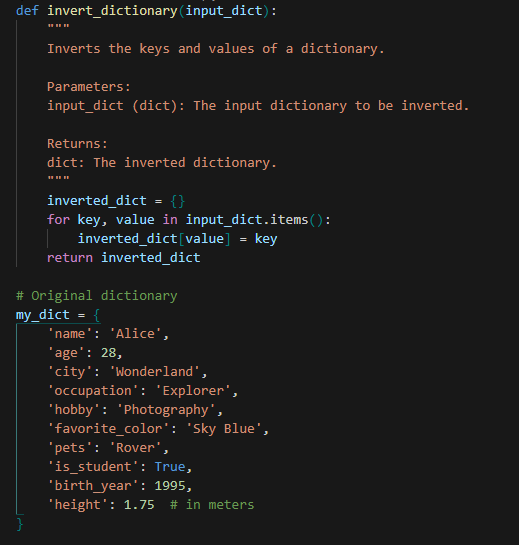 def invert_dictionary(input_dict):
    """
    Inverts the keys and values of a dictionary.

    Parameters:
    input_dict (dict): The input dictionary to be inverted.

    Returns:
    dict: The inverted dictionary.
    """
    inverted_dict = {}
    for key, value in input_dict.items():
        inverted_dict[value] = key
    return inverted_dict

# Original dictionary
my_dict = {
    'name': 'Alice',
    'age': 28,
    'city': 'Wonderland',
    'occupation': 'Explorer',
    'hobby': 'Photography',
    'favorite_color': 'Sky Blue',
    'pets': 'Rover',
    'is_student': True,
    'birth_year': 1995,
    'height': 1.75  # in meters
}